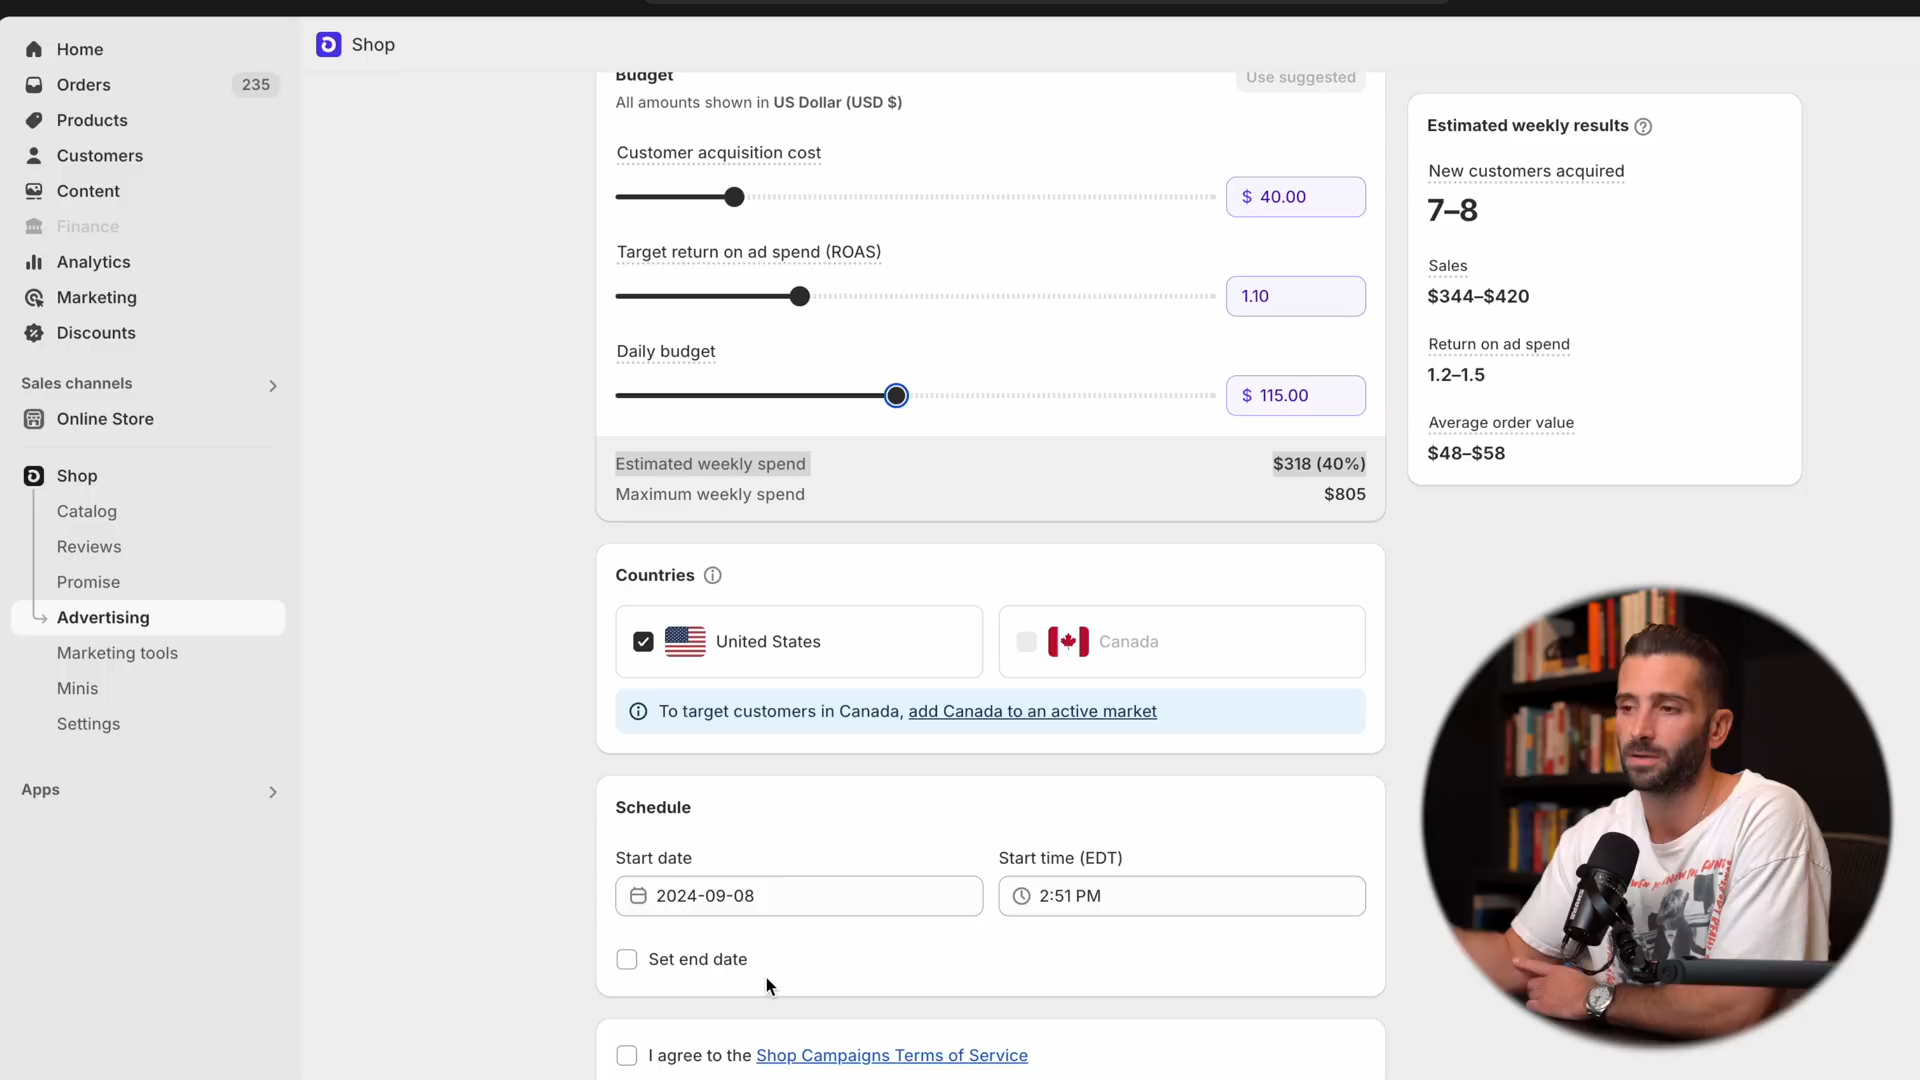 Home
Orders
235
Products
Customers
Content
Finance
Analytics
Marketing
Discounts
Sales channels
Online Store
Shop
Catalog
Reviews
Promise
Advertising
Marketing tools
Minis
Settings
Apps
Shop
Budget
Use suggested
All amounts shown in US Dollar (USD $)
Customer acquisition cost
$ 40.00
Target return on ad spend (ROAS)
1.10
Daily budget
$ 115.00
Estimated weekly spend
$318 (40%)
Maximum weekly spend
$805
Countries
United States
Canada
To target customers in Canada, add Canada to an active market
Schedule
Start date
Start time (EDT)
2024-09-08
2:51 PM
Set end date
I agree to the Shop Campaigns Terms of Service
Estimated weekly results
New customers acquired
7–8
Sales
$344–$420
Return on ad spend
1.2–1.5
Average order value
$48–$58